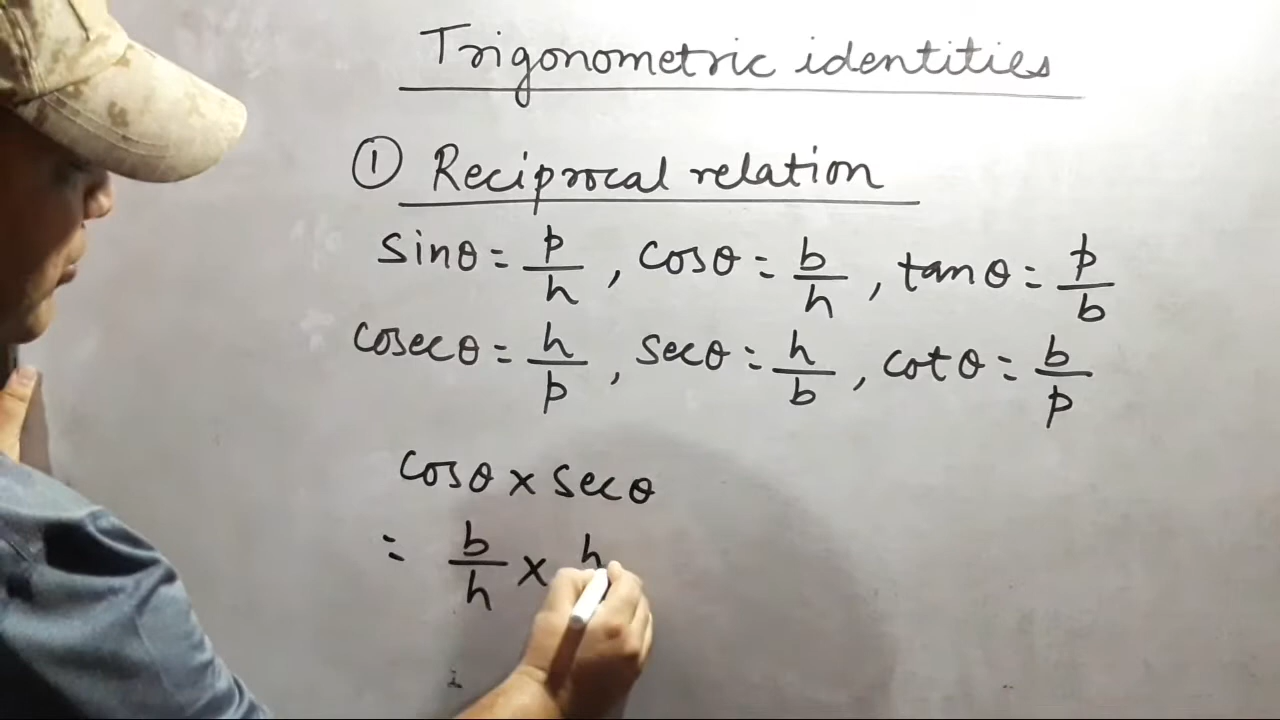 Trigonometric identities
① Reciprocal relation
sinθ = p/h , cosθ = b/h , tanθ = p/b
cosecθ = h/p , secθ = h/b , cotθ = b/p
cosθ × secθ
= b/h × h